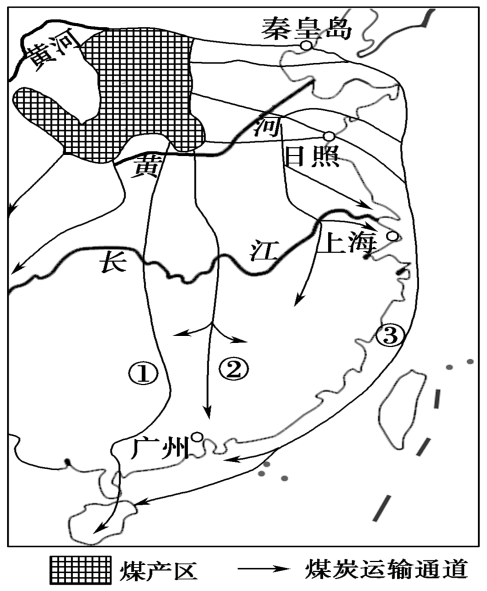 秦皇岛
黄河
河
日照
黄
上海
江
长
③
①
②
广州
煤产区
煤炭运输通道